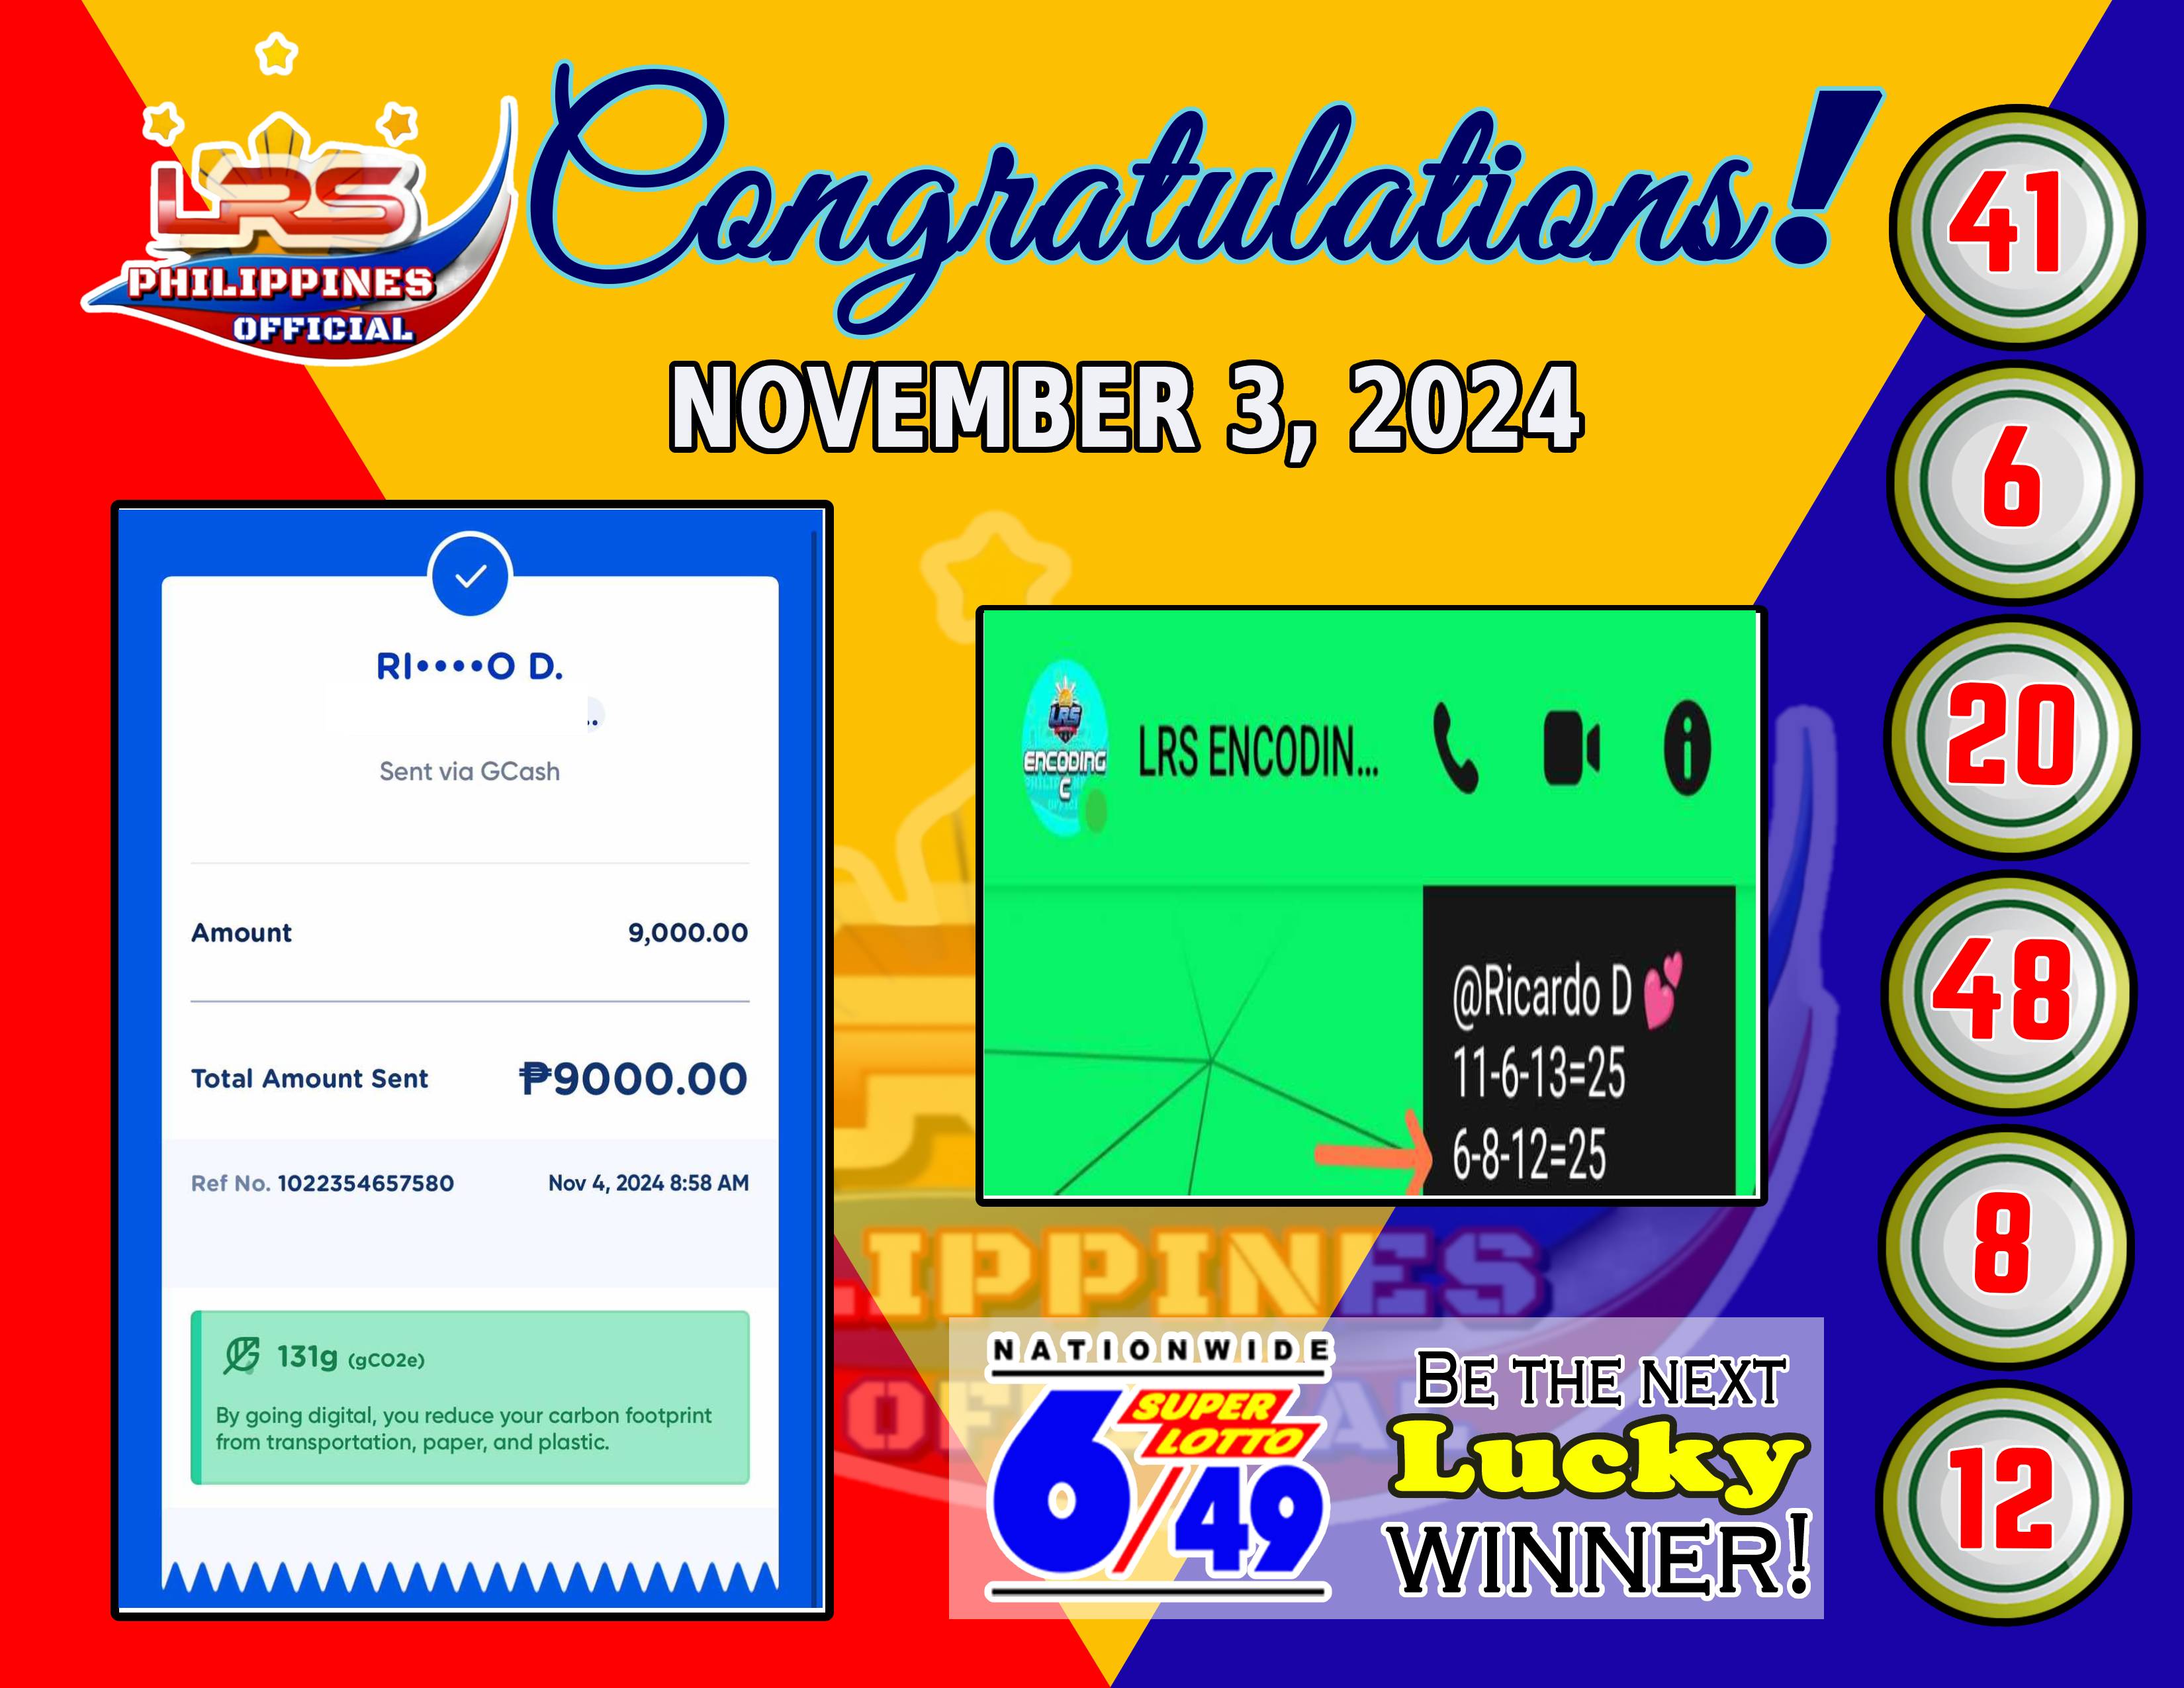 LRS
PHILIPPINES
OFFICIAL
Congratulations!
NOVEMBER 3, 2024
RI••••O D.
..
Sent via GCash
Amount 9,000.00
Total Amount Sent ₱9000.00
Ref No. 1022354657580 Nov 4, 2024 8:58 AM
131g (gCO2e)
By going digital, you reduce your carbon footprint
from transportation, paper, and plastic.
LRS
ENCODING
C
LRS ENCODIN...
@Ricardo D 💕
11-6-13=25
6-8-12=25
LIPPINES
NATIONWIDE
SUPER
LOTTO
6/49
BE THE NEXT
Lucky
WINNER!
41
6
20
48
8
12